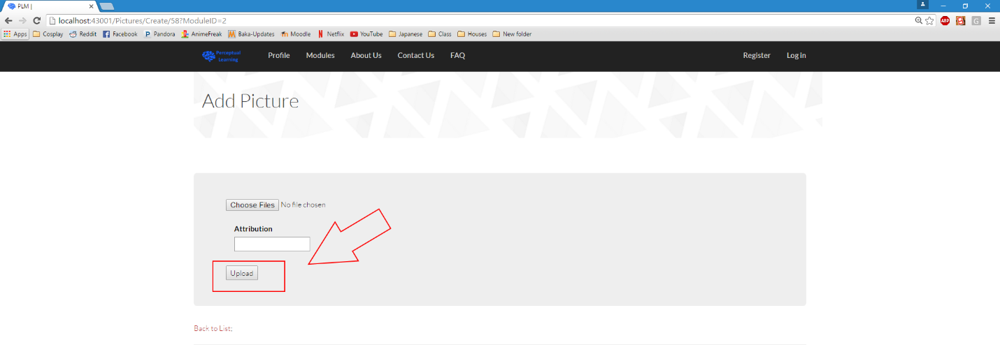 PLM |
localhost:43001/Pictures/Create/58?ModuleID=2
Apps Cosplay Reddit Facebook Pandora AnimeFreak Baka-Updates Moodle Netflix YouTube Japanese Class Houses New folder
Perceptual
Learning
Profile Modules About Us Contact Us FAQ Register Log in
Add Picture
Choose Files No file chosen
Attribution
Upload
Back to List;